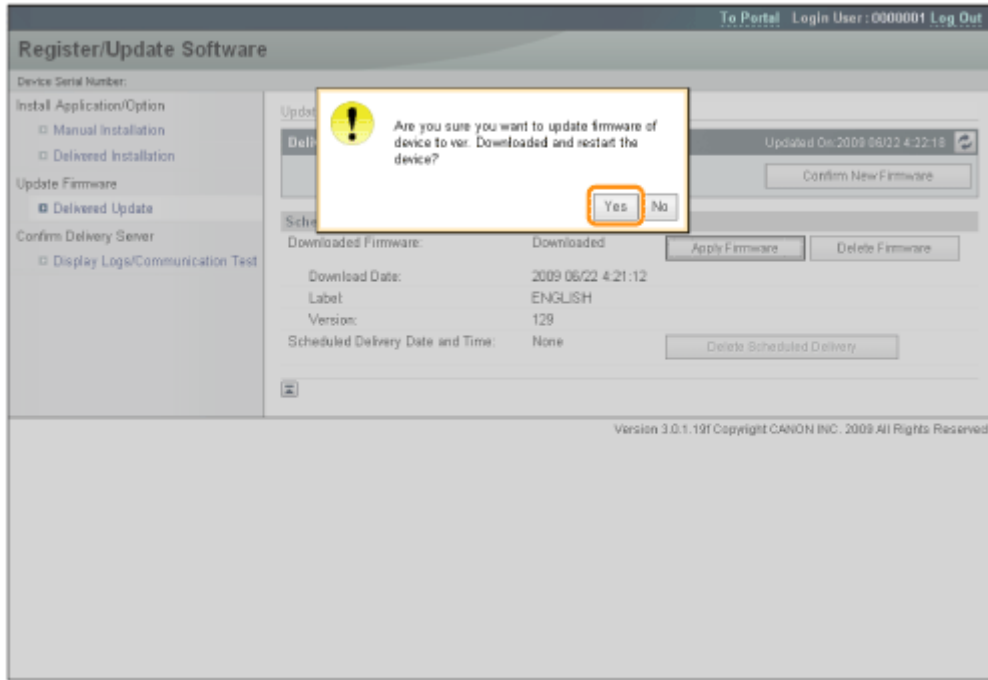 To Portal Login User : 0000001 Log Out
Register/Update Software
Device Serial Number:
Install Application/Option
Manual Installation
Delivered Installation
Update Firmware
Delivered Update
Confirm Delivery Server
Display Logs/Communication Test
Are you sure you want to update firmware of
device to ver. Downloaded and restart the
device?
Yes No
Updated On:2009 06/22 4:22:18
Confirm New Firmware
Downloaded Firmware: Downloaded Apply Firmware Delete Firmware
Download Date: 2009 06/22 4:21:12
Label: ENGLISH
Version: 129
Scheduled Delivery Date and Time: None Delete Scheduled Delivery
Version 3.0.1.19f Copyright CANON INC. 2009 All Rights Reserved